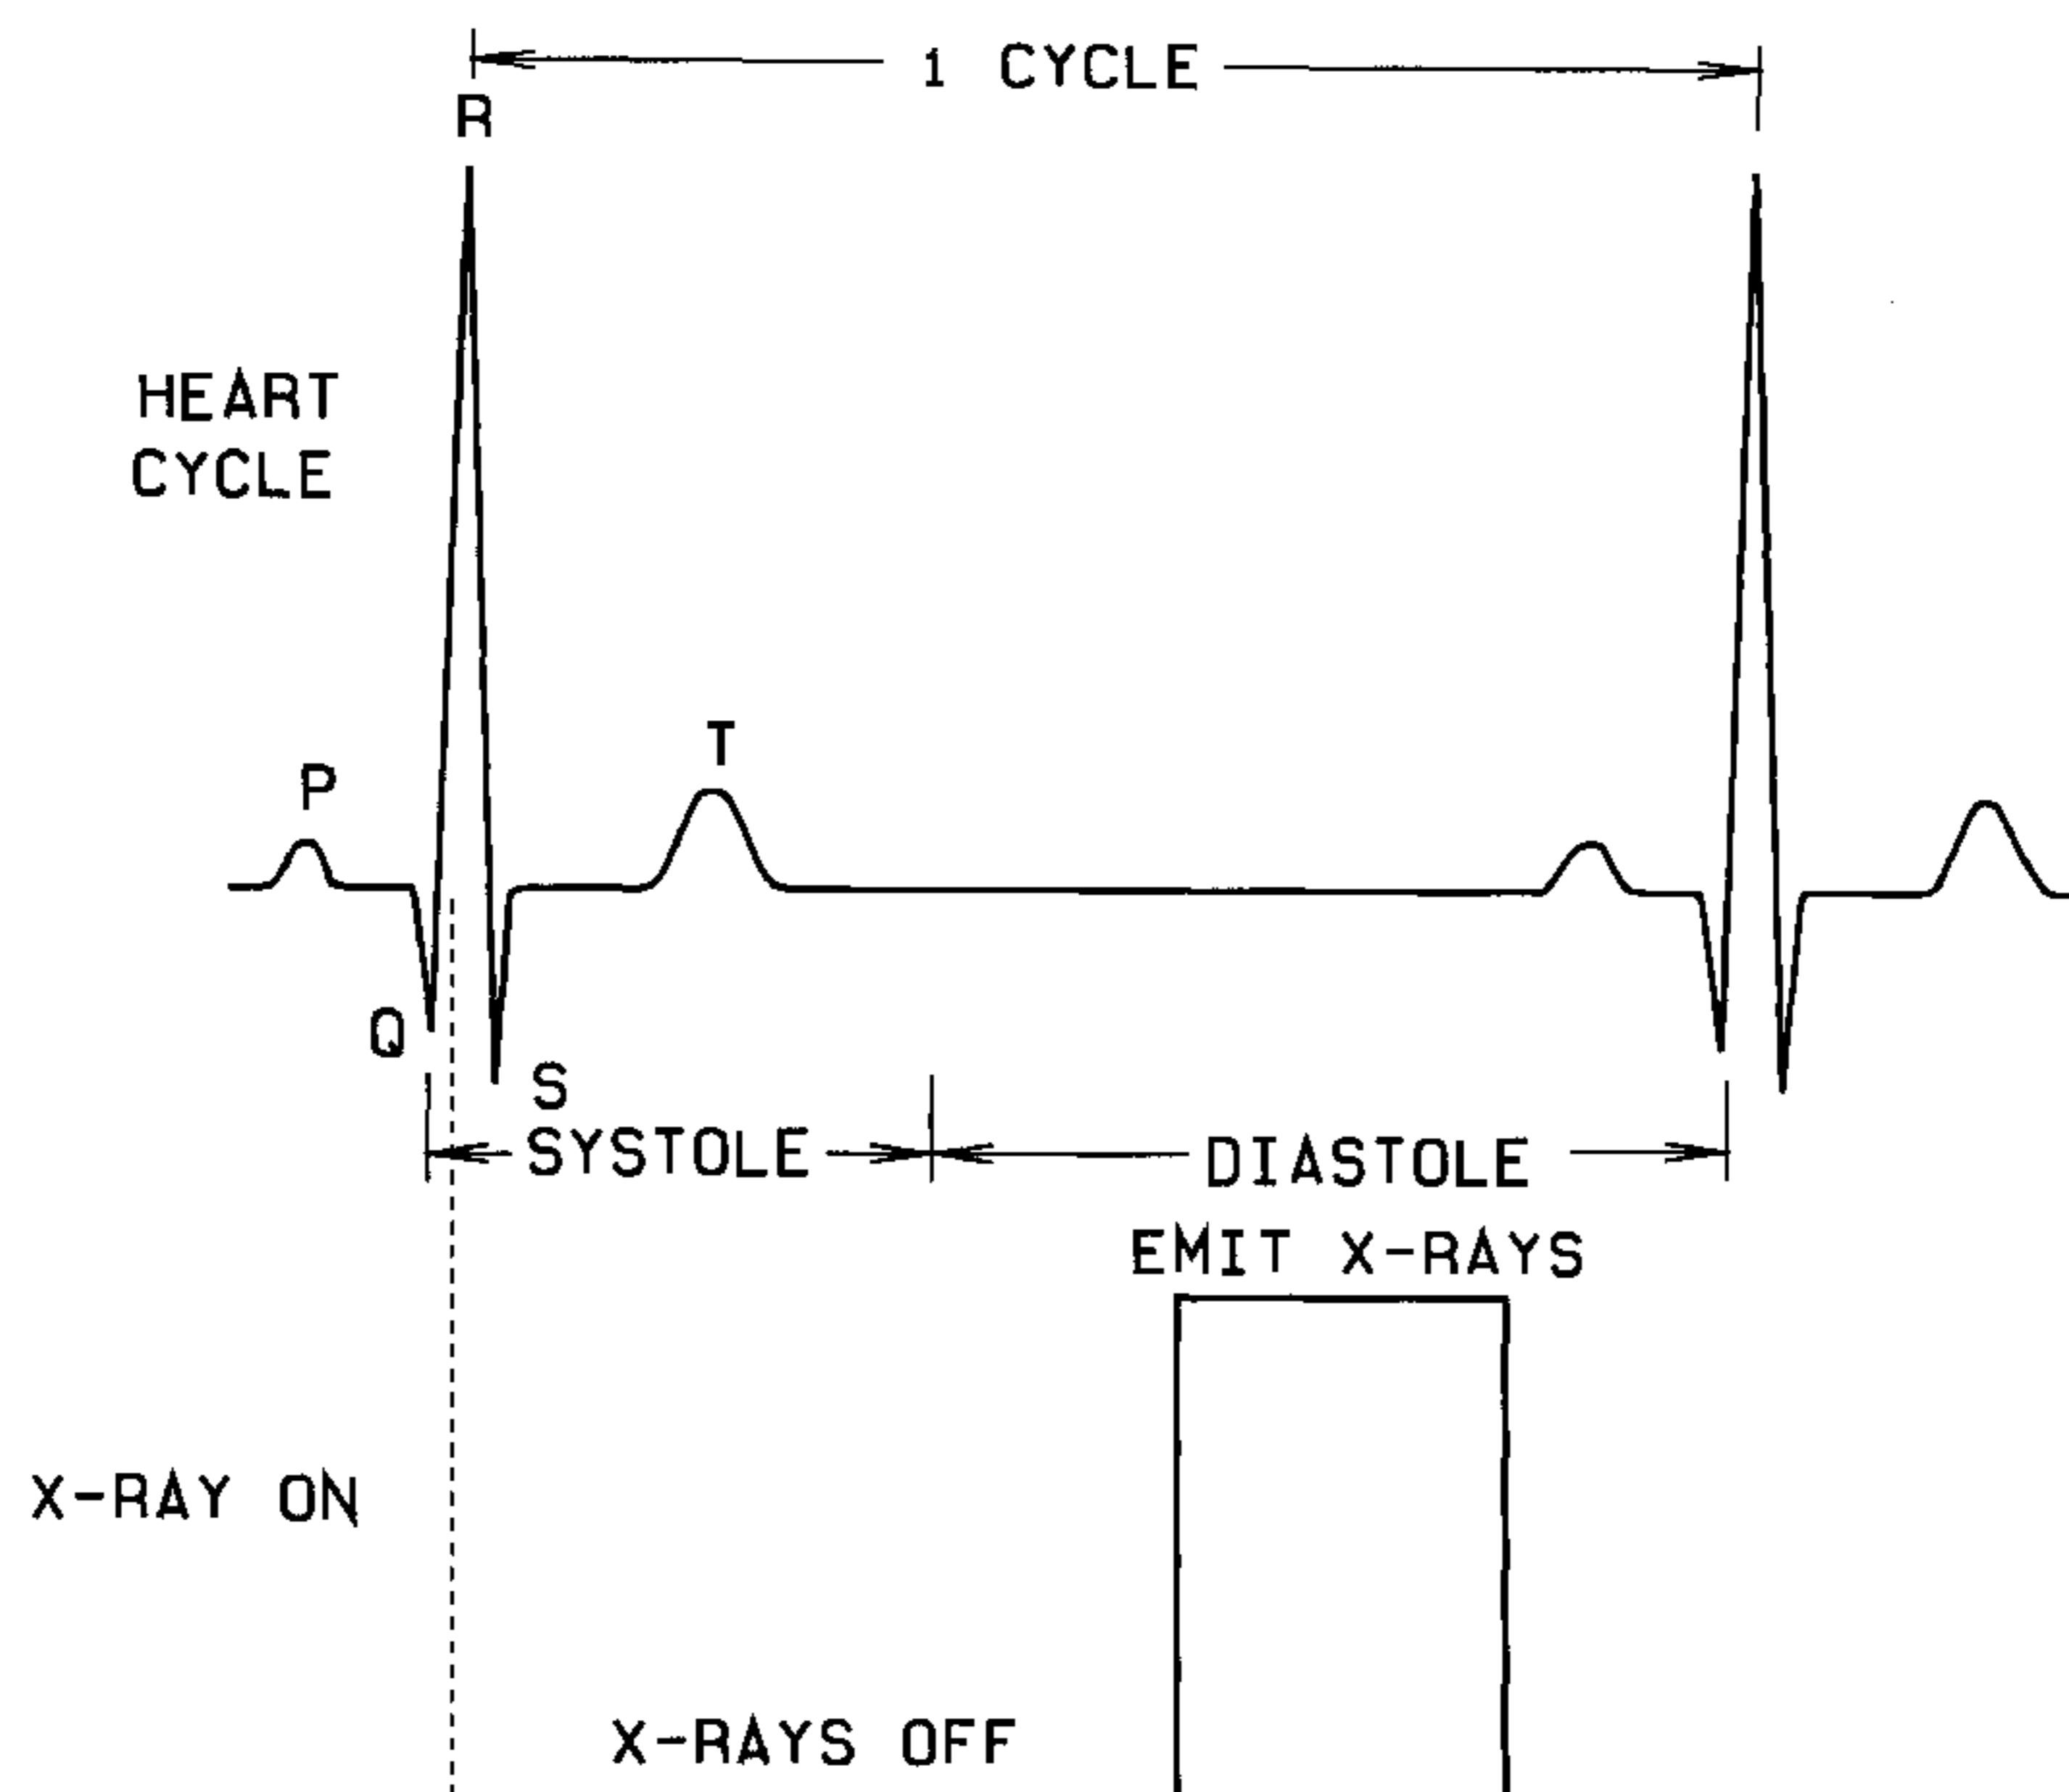 1 CYCLE
R
HEART
CYCLE
T
P
Q
S
SYSTOLE
DIASTOLE
EMIT X-RAYS
X-RAY ON
X-RAYS OFF